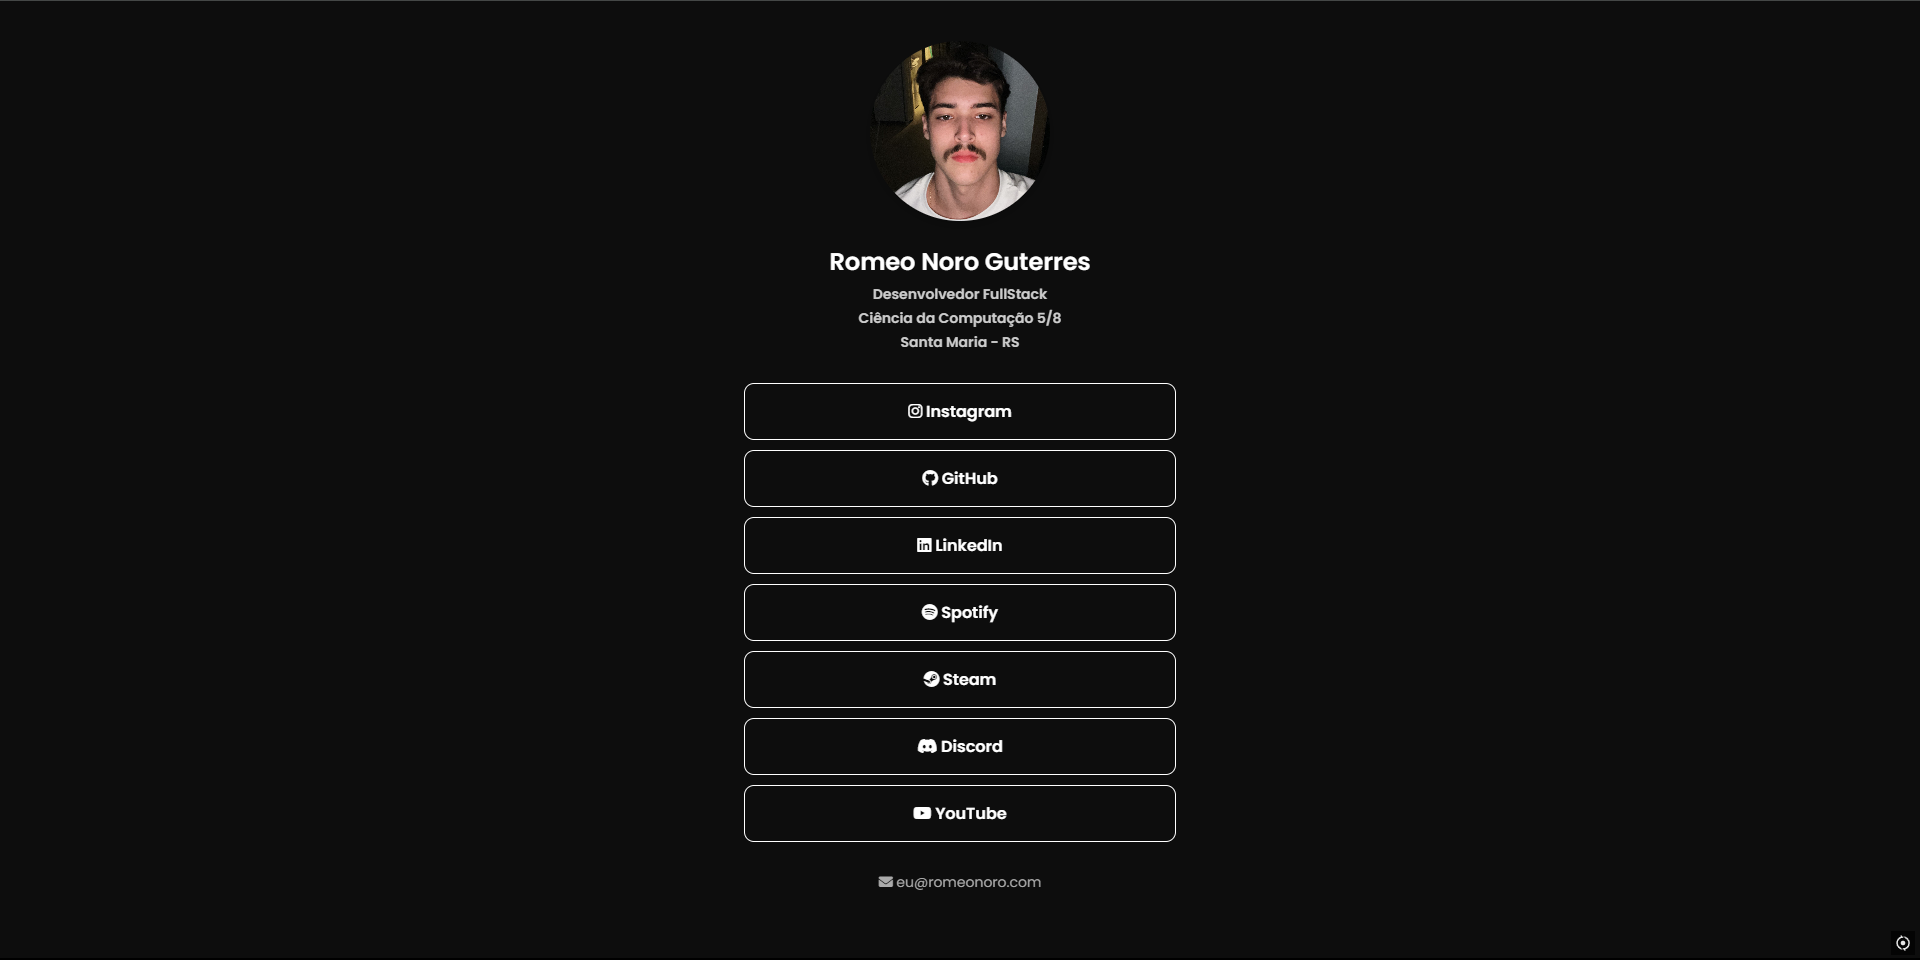 Romeo Noro Guterres
Desenvolvedor FullStack
Ciência da Computação 5/8
Santa Maria - RS
Instagram
GitHub
LinkedIn
Spotify
Steam
Discord
YouTube
eu@romeonoro.com